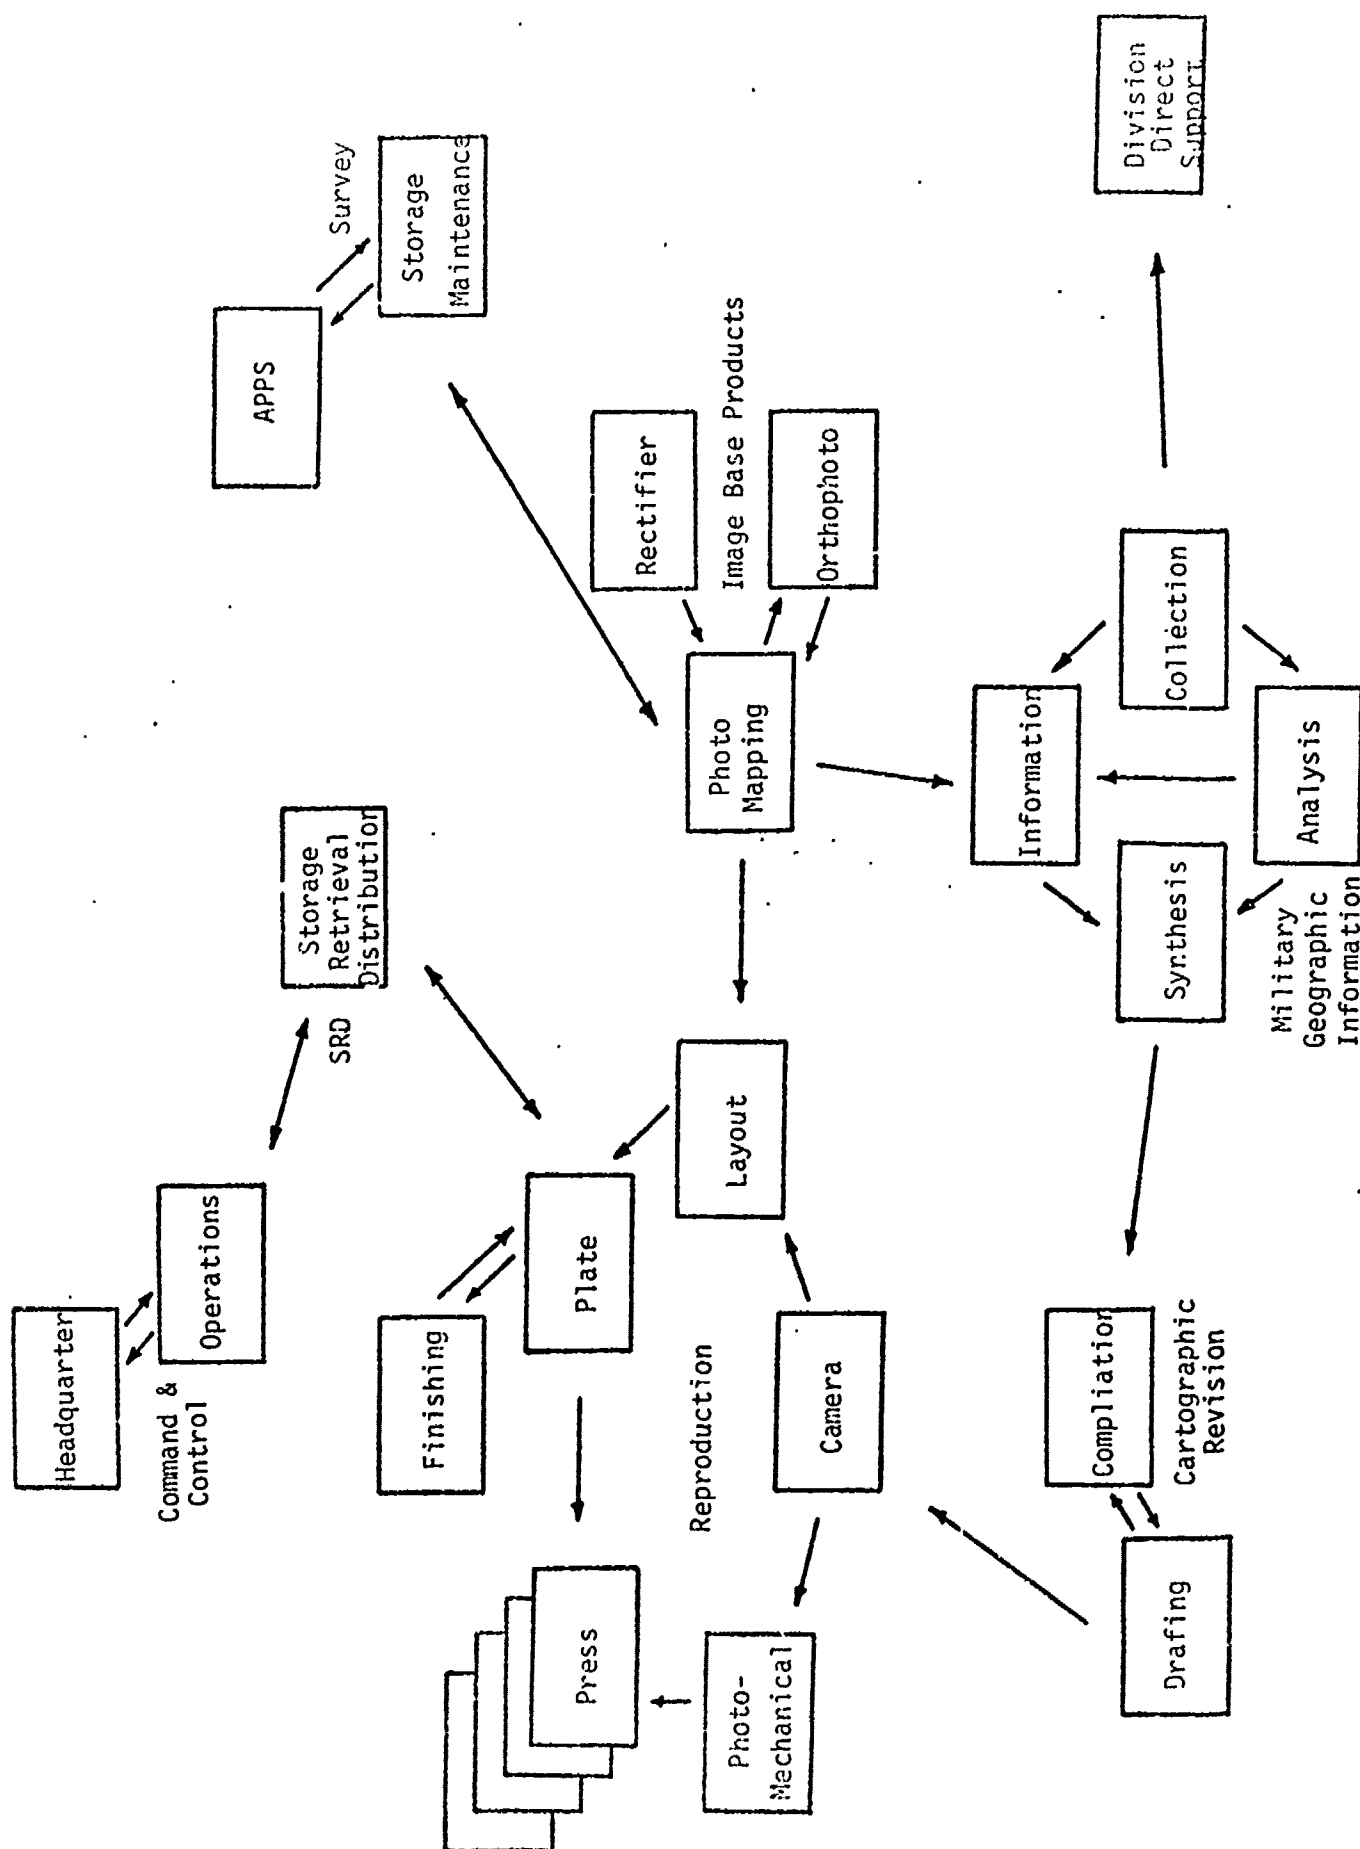 Headquarter
Operations
Command &
Control
Storage
Retrieval
Distribution
SRD
APPS
Survey
Storage
Maintenance
Finishing
Plate
Press
Reproduction
Photo-
Mechanical
Camera
Layout
Photo
Mapping
Rectifier
Image Base Products
Orthophoto
Drafing
Compliation
Cartographic
Revision
Synthesis
Information
Analysis
Collection
Military
Geographic
Information
Division
Direct
Support